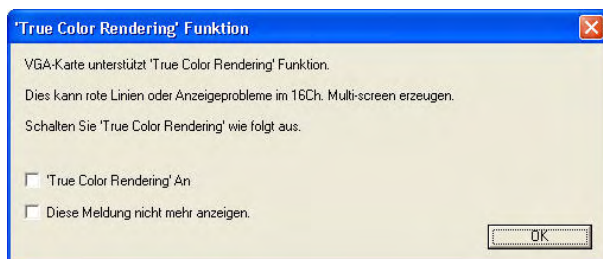 'True Color Rendering' Funktion
VGA-Karte unterstützt 'True Color Rendering' Funktion.
Dies kann rote Linien oder Anzeigeprobleme im 16Ch. Multi-screen erzeugen.
Schalten Sie 'True Color Rendering' wie folgt aus.
'True Color Rendering' An
Diese Meldung nicht mehr anzeigen.
OK